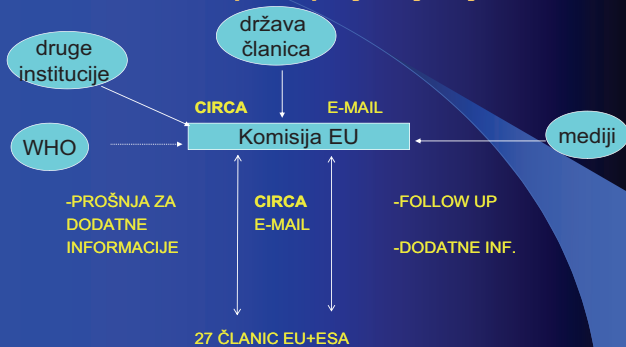 država
članica
druge
institucije
CIRCA E-MAIL
Komisija EU
WHO
mediji
-PROŠNJA ZA
DODATNE
INFORMACIJE
CIRCA
E-MAIL
-FOLLOW UP
-DODATNE INF.
27 ČLANIC EU+ESA